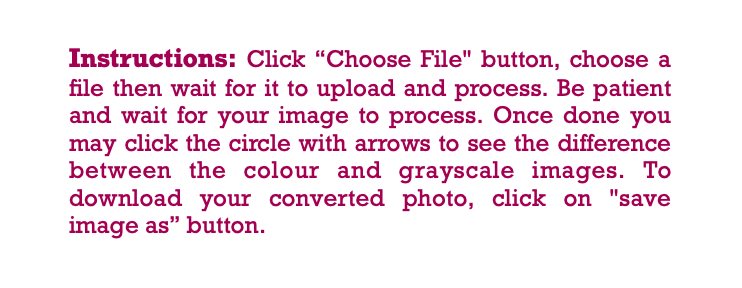 Instructions: Click “Choose File" button, choose a
file then wait for it to upload and process. Be patient
and wait for your image to process. Once done you
may click the circle with arrows to see the difference
between the colour and grayscale images. To
download your converted photo, click on "save
image as” button.